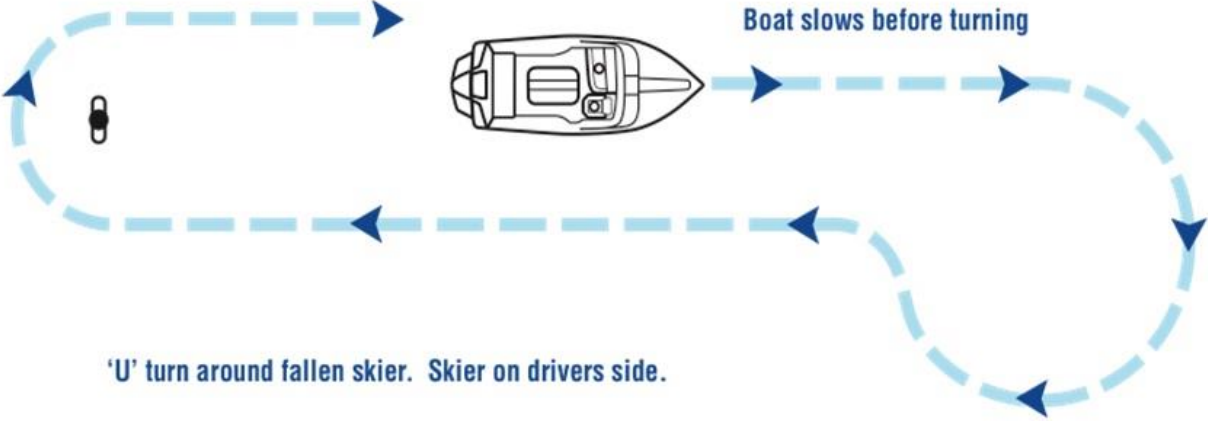 Boat slows before turning
‘U’ turn around fallen skier. Skier on drivers side.